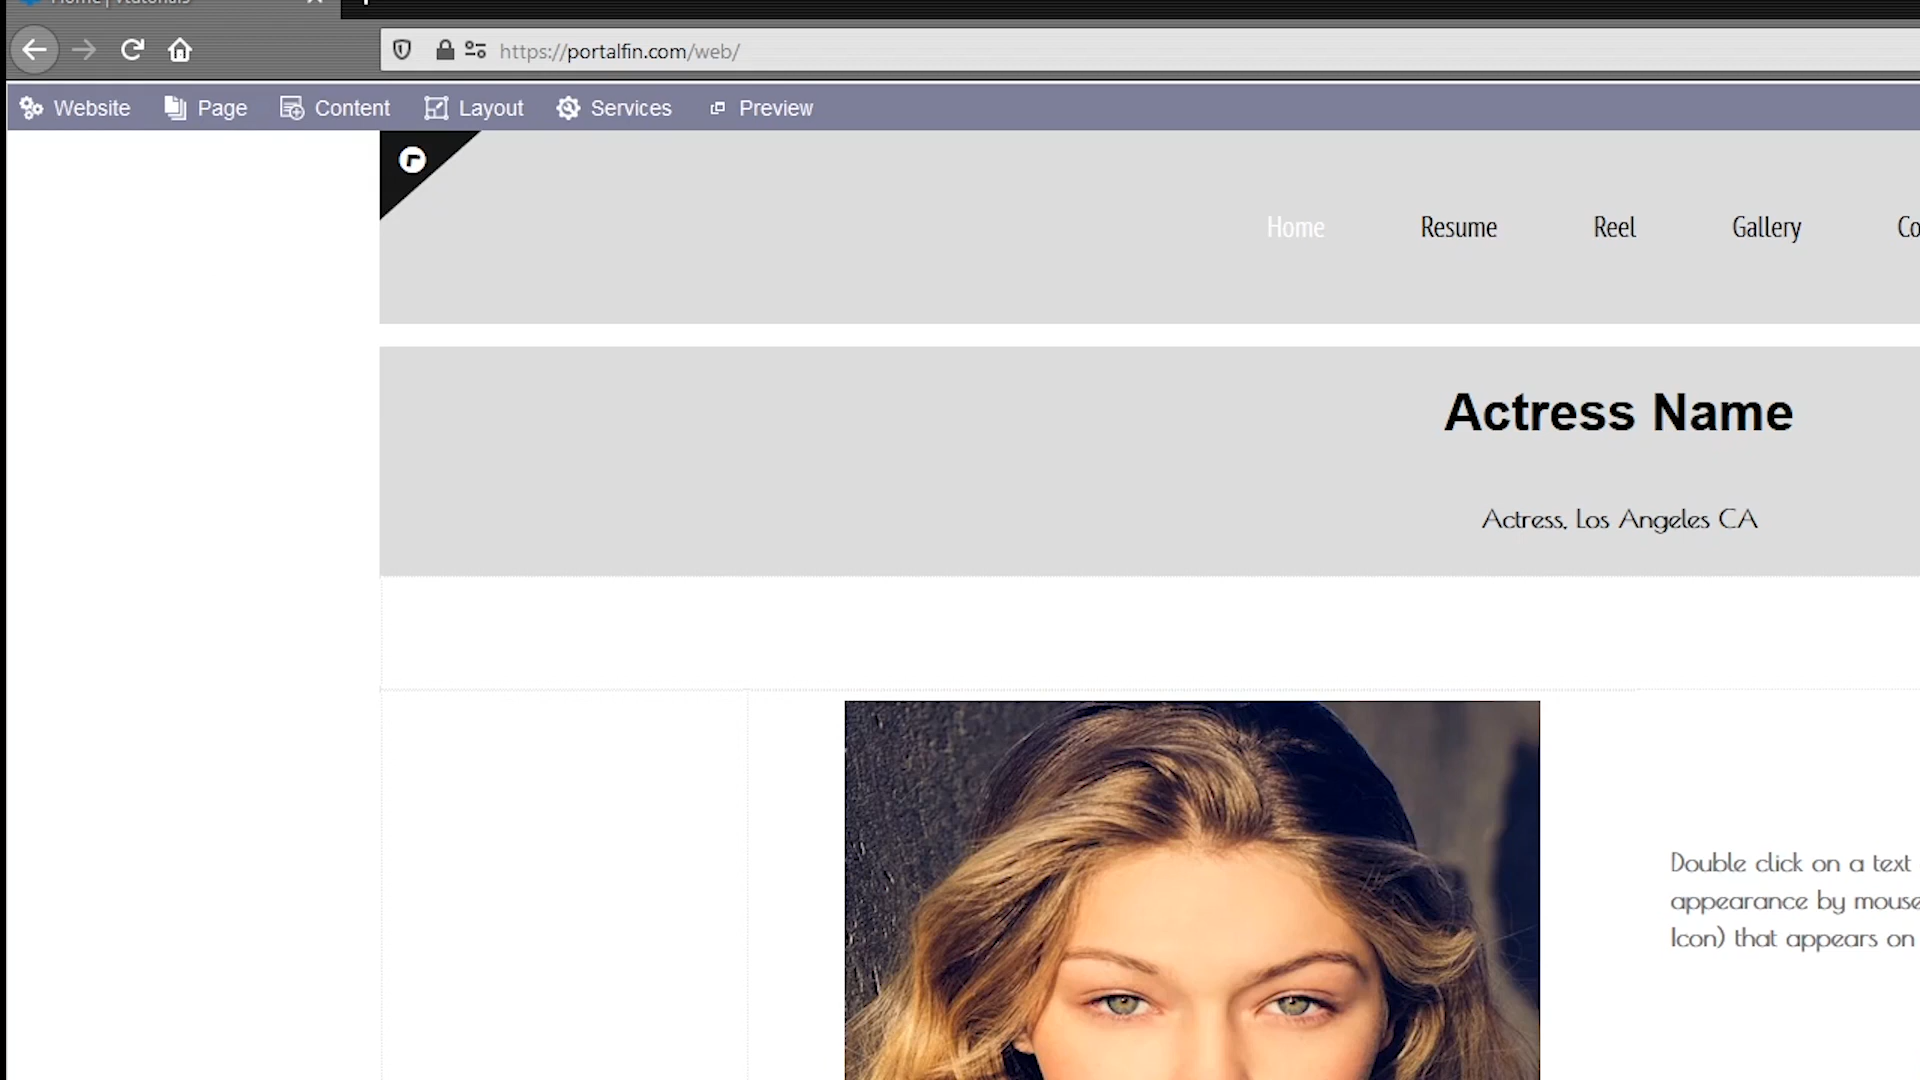 https://portalfin.com/web/
Website Page Content Layout Services Preview
Home Resume Reel Gallery
Actress Name
Actress, Los Angeles CA
Double click on a text
appearance by mouse
Icon) that appears on